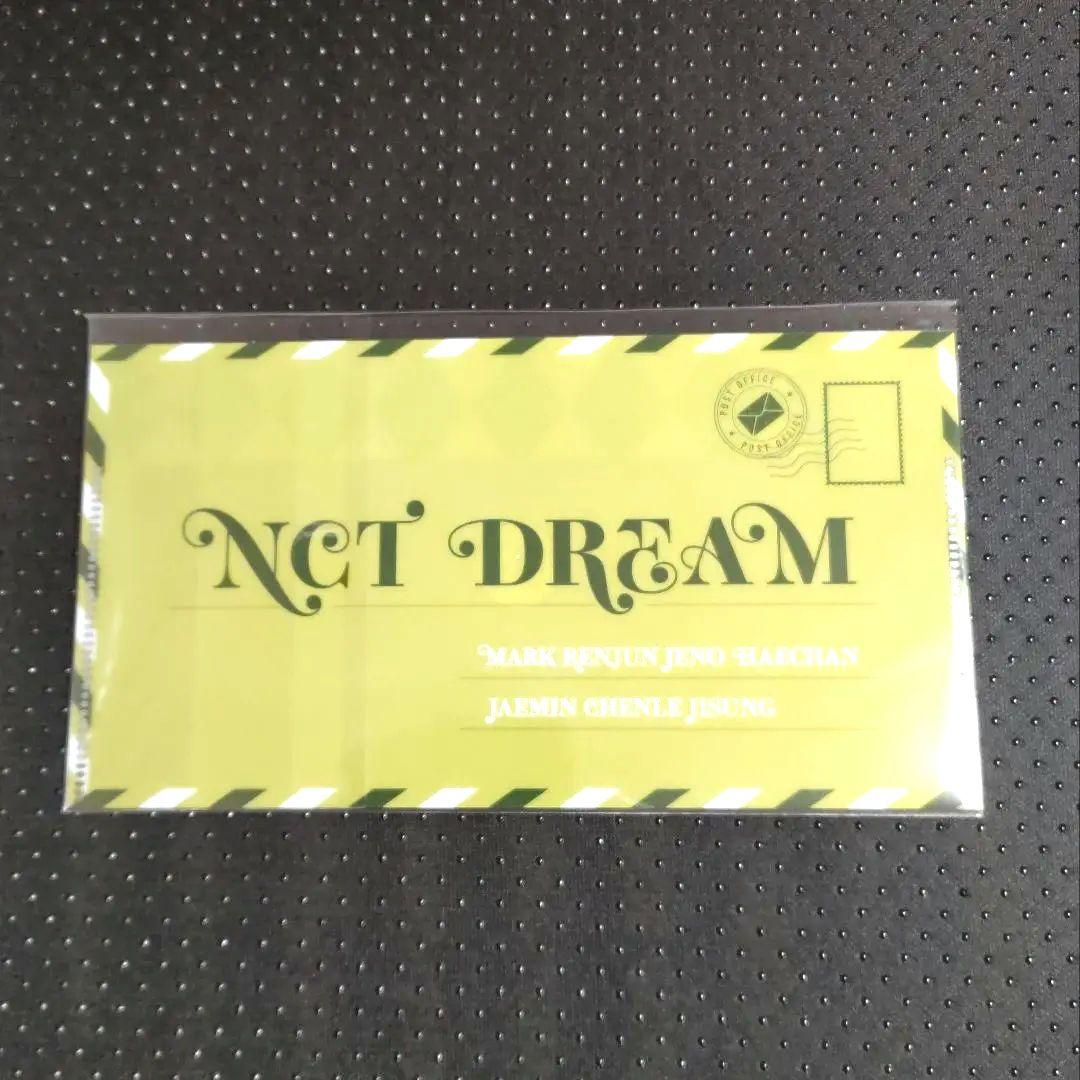 POST OFFICE
POST OFFICE
NCT DREAM
MARK RENJUN JENO HAECHAN
JAEMIN CHENLE JISUNG